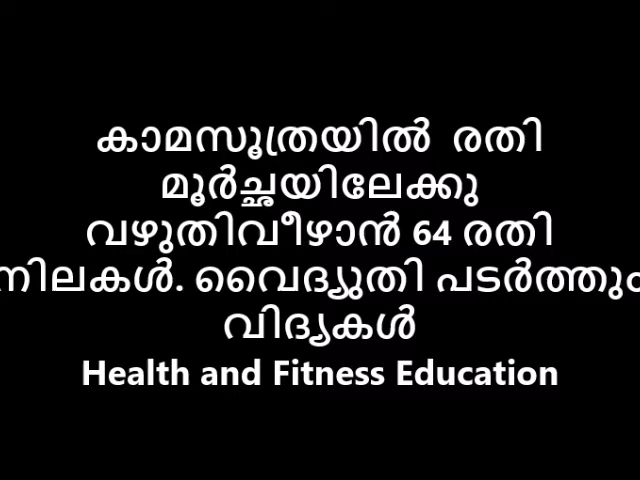 കാമസൂത്രയിൽ രതി
മൂർച്ഛയിലേക്കു
വഴുതിവീഴാൻ 64 രതി
നിലകൾ. വൈദ്യുതി പടർത്തും
വിദ്യകൾ
Health and Fitness Education